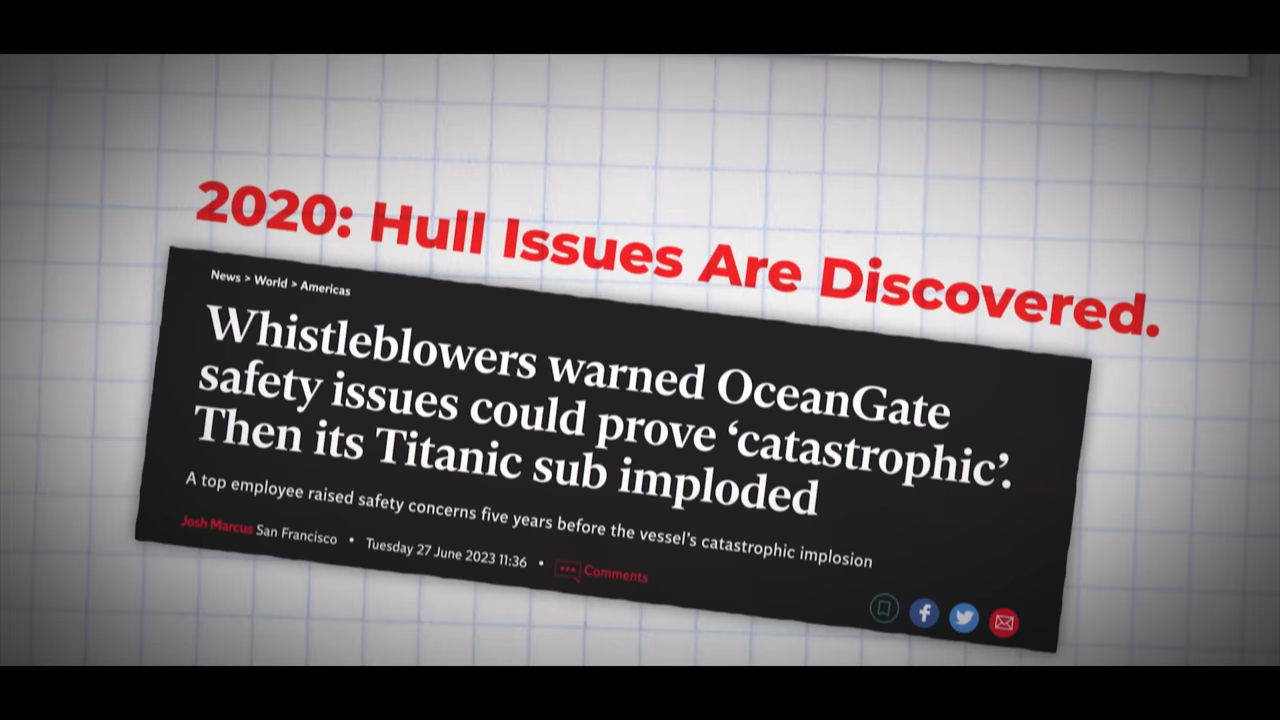 2020: Hull Issues Are Discovered.
News > World > Americas
Whistleblowers warned OceanGate
safety issues could prove ‘catastrophic’.
Then its Titanic sub imploded
A top employee raised safety concerns five years before the vessel’s catastrophic implosion
Josh Marcus San Francisco • Tuesday 27 June 2023 11:36 • Comments